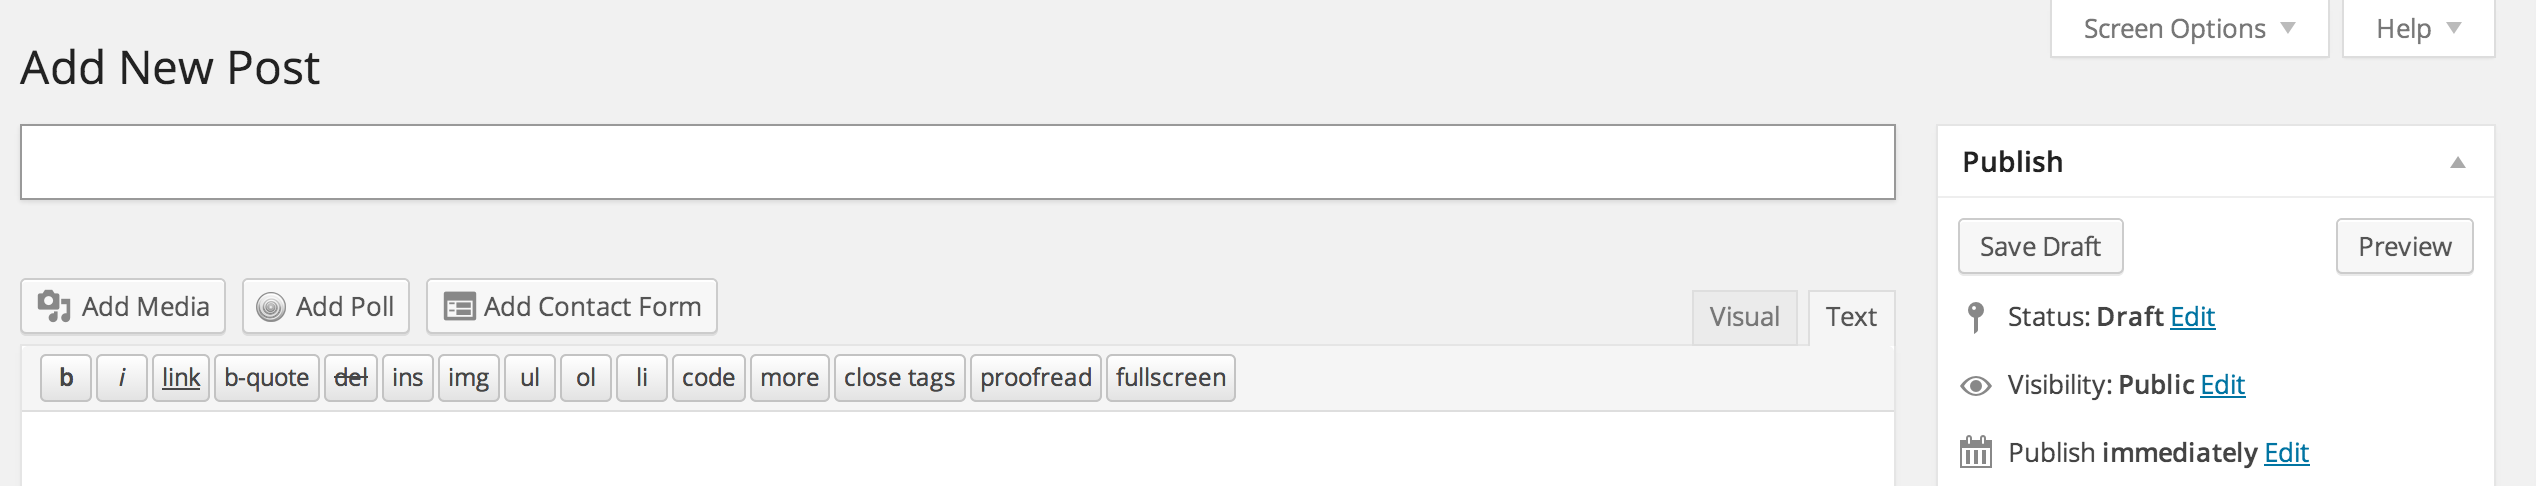 Screen Options
Help
Add New Post
Publish
Save Draft
Preview
Add Media
Add Poll
Add Contact Form
Visual
Text
Status: Draft Edit
b i link b-quote del ins img ul ol li code more close tags proofread fullscreen
Visibility: Public Edit
Publish immediately Edit